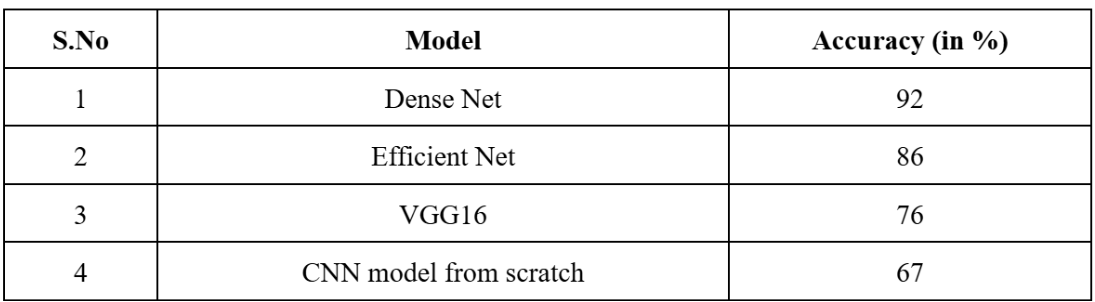 S.No Model Accuracy (in %)
1 Dense Net 92
2 Efficient Net 86
3 VGG16 76
4 CNN model from scratch 67